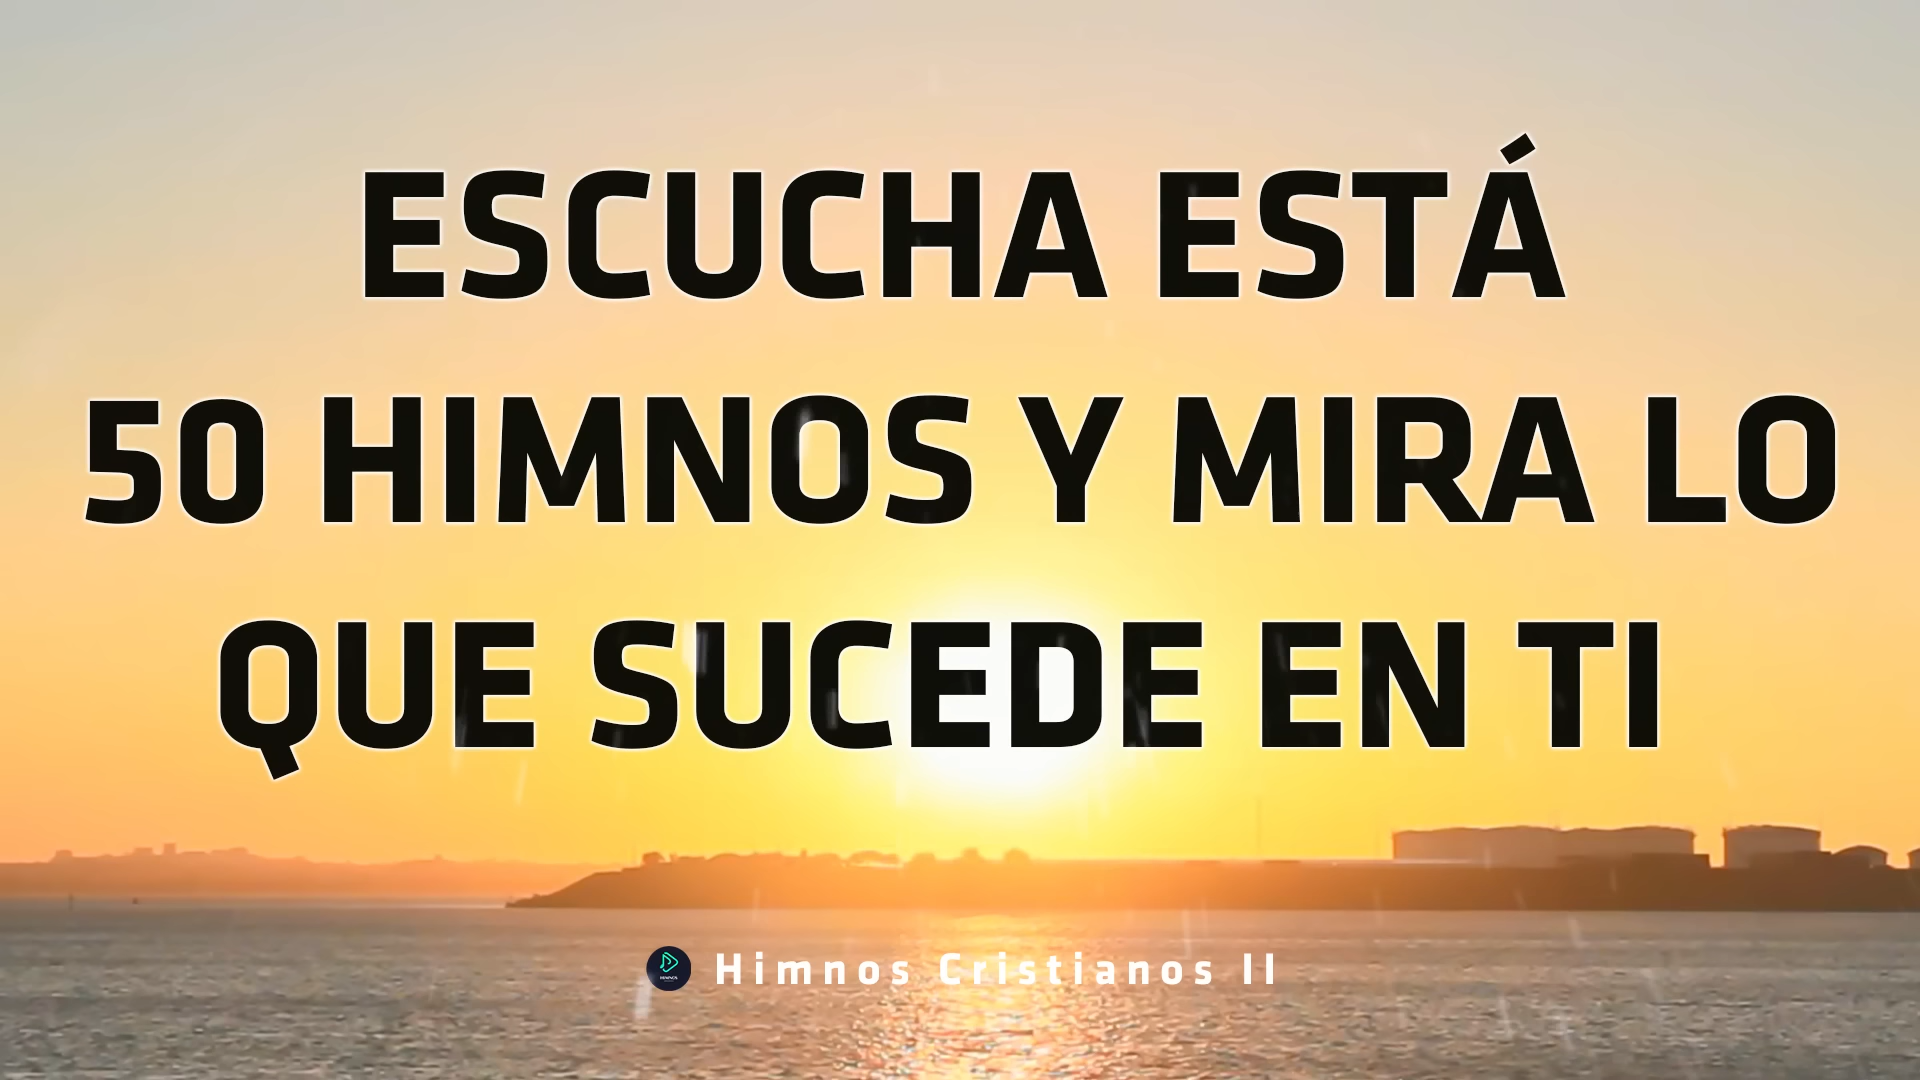 ESCUCHA ESTÁ
50 HIMNOS Y MIRA LO
QUE SUCEDE EN TI
Himnos Cristianos II